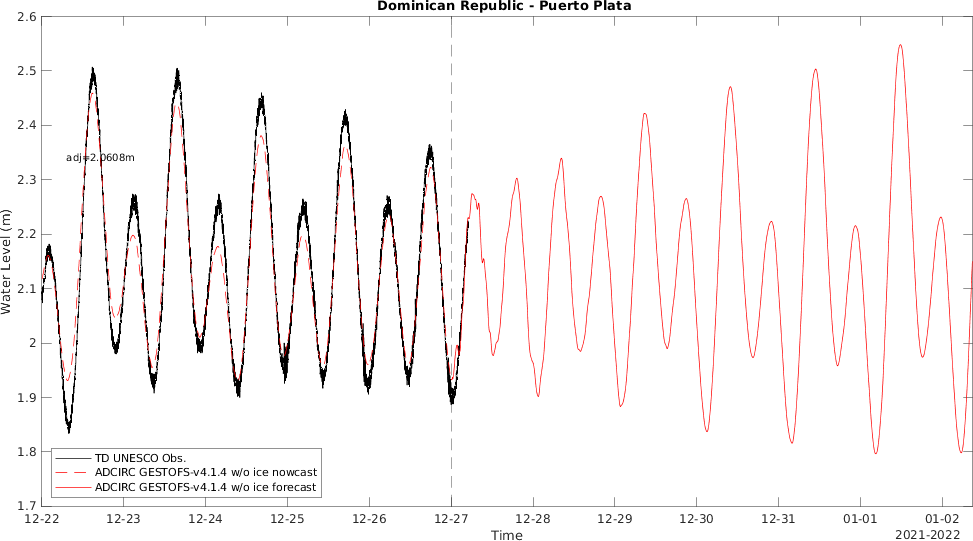 Dominican Republic - Puerto Plata
Water Level (m)
2.6
2.5
2.4
2.3
2.2
2.1
2
1.9
1.8
1.7
adj=2.0608m
TD UNESCO Obs.
ADCIRC GESTOFS-v4.1.4 w/o ice nowcast
ADCIRC GESTOFS-v4.1.4 w/o ice forecast
12-22 12-23 12-24 12-25 12-26 12-27 12-28 12-29 12-30 12-31 01-01 01-02
Time
2021-2022